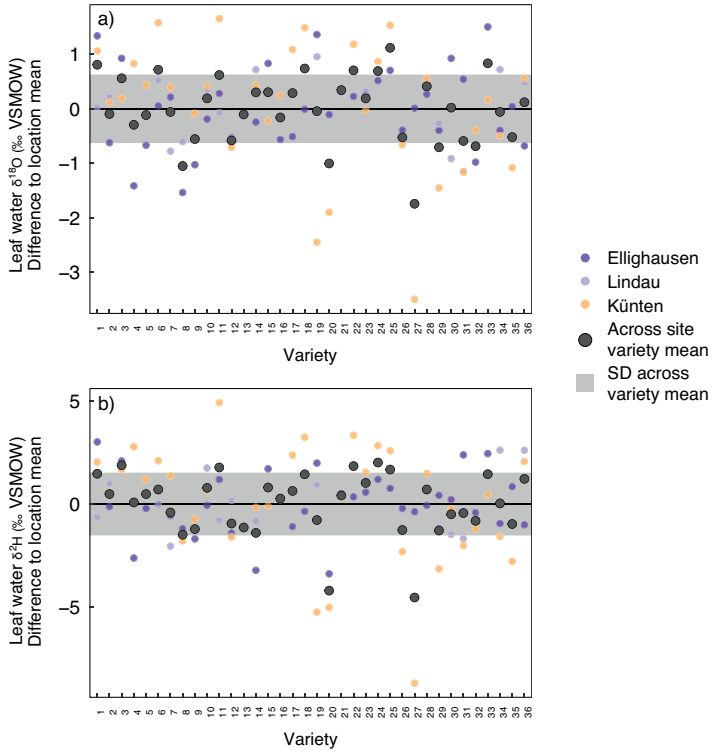 a)
Leaf water δ18O (‰ VSMOW)
Difference to location mean
1
0
−1
−2
−3
1 2 3 4 5 6 7 8 9 10 11 12 13 14 15 16 17 18 19 20 21 22 23 24 25 26 27 28 29 30 31 32 33 34 35 36
Variety
Ellighausen
Lindau
Künten
Across site
variety mean
SD across
variety mean
b)
Leaf water δ2H (‰ VSMOW)
Difference to location mean
5
0
−5
1 2 3 4 5 6 7 8 9 10 11 12 13 14 15 16 17 18 19 20 21 22 23 24 25 26 27 28 29 30 31 32 33 34 35 36
Variety